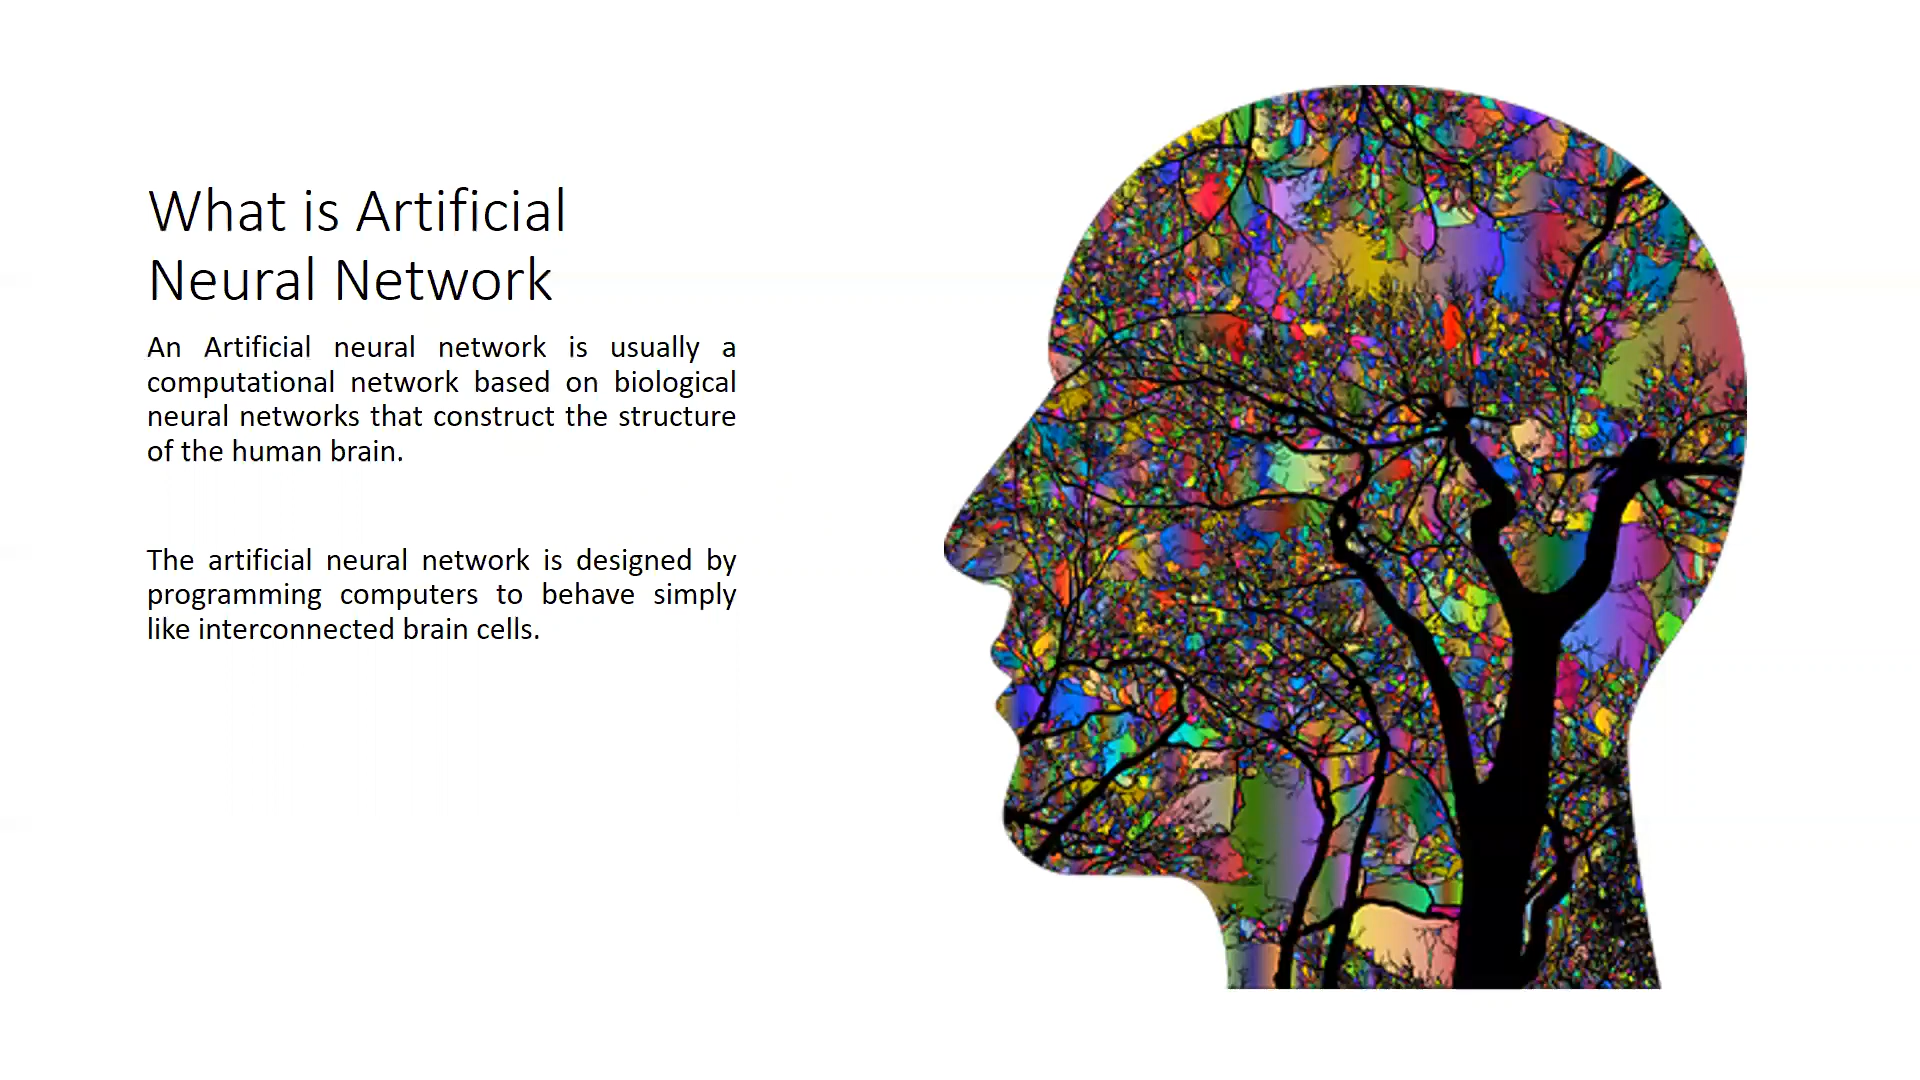 What is Artificial
Neural Network
An Artificial neural network is usually a
computational network based on biological
neural networks that construct the structure
of the human brain.
The artificial neural network is designed by
programming computers to behave simply
like interconnected brain cells.